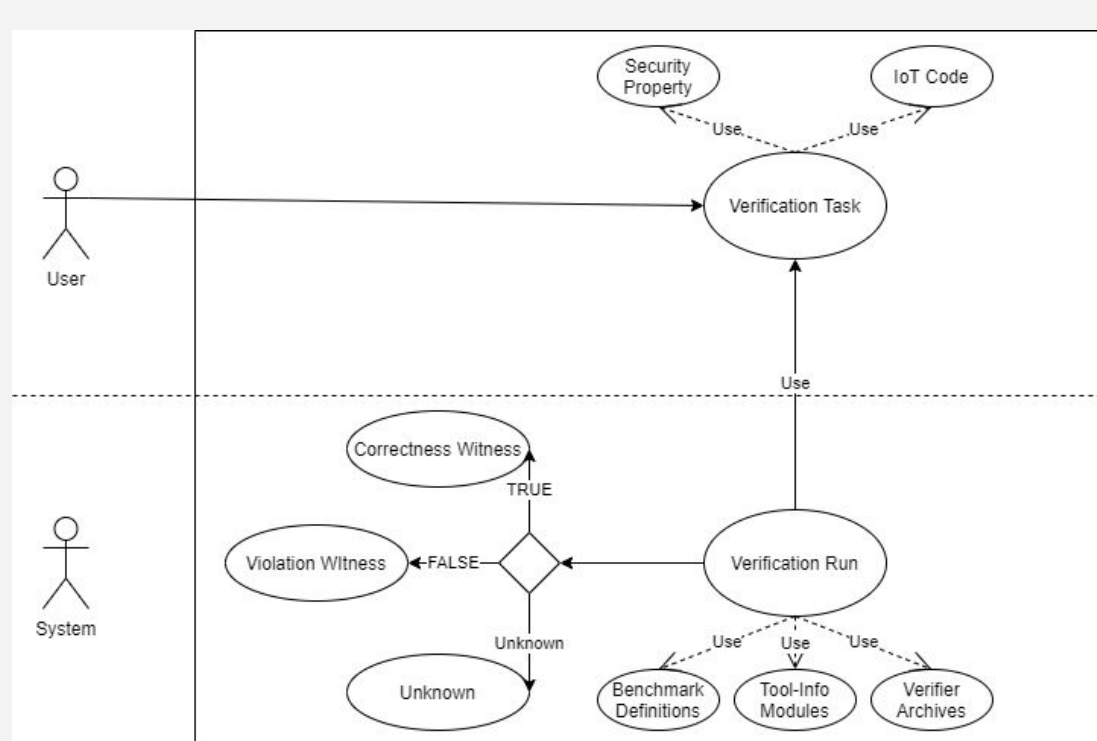 Security
Property
IoT Code
Use
Use
Verification Task
User
Use
Correctness Witness
TRUE
Violation WItness
FALSE
Verification Run
System
Unknown
Use
Use
Use
Unknown
Benchmark
Definitions
Tool-Info
Modules
Verifier
Archives